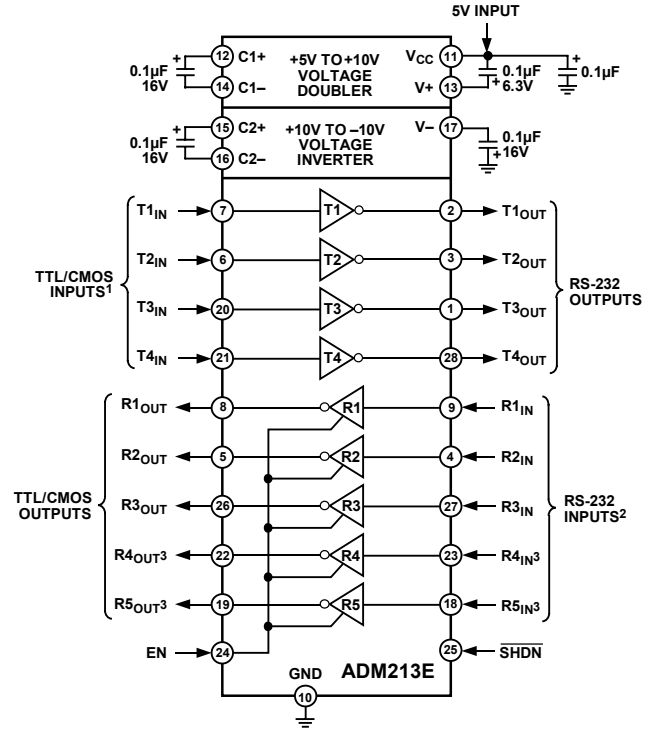 5V INPUT
0.1µF
16V
12 C1+
14 C1–
+5V TO +10V
VOLTAGE
DOUBLER
VCC 11
V+ 13
0.1µF
6.3V
0.1µF
0.1µF
16V
15 C2+
16 C2–
+10V TO –10V
VOLTAGE
INVERTER
V– 17
0.1µF
16V
TTL/CMOS
INPUTS1
T1IN 7 T1 2 T1OUT
T2IN 6 T2 3 T2OUT
T3IN 20 T3 1 T3OUT
T4IN 21 T4 28 T4OUT
RS-232
OUTPUTS
TTL/CMOS
OUTPUTS
R1OUT 8 R1 9 R1IN
R2OUT 5 R2 4 R2IN
R3OUT 26 R3 27 R3IN
R4OUT3 22 R4 23 R4IN3
R5OUT3 19 R5 18 R5IN3
RS-232
INPUTS2
EN 24
25 SHDN
GND
10
ADM213E